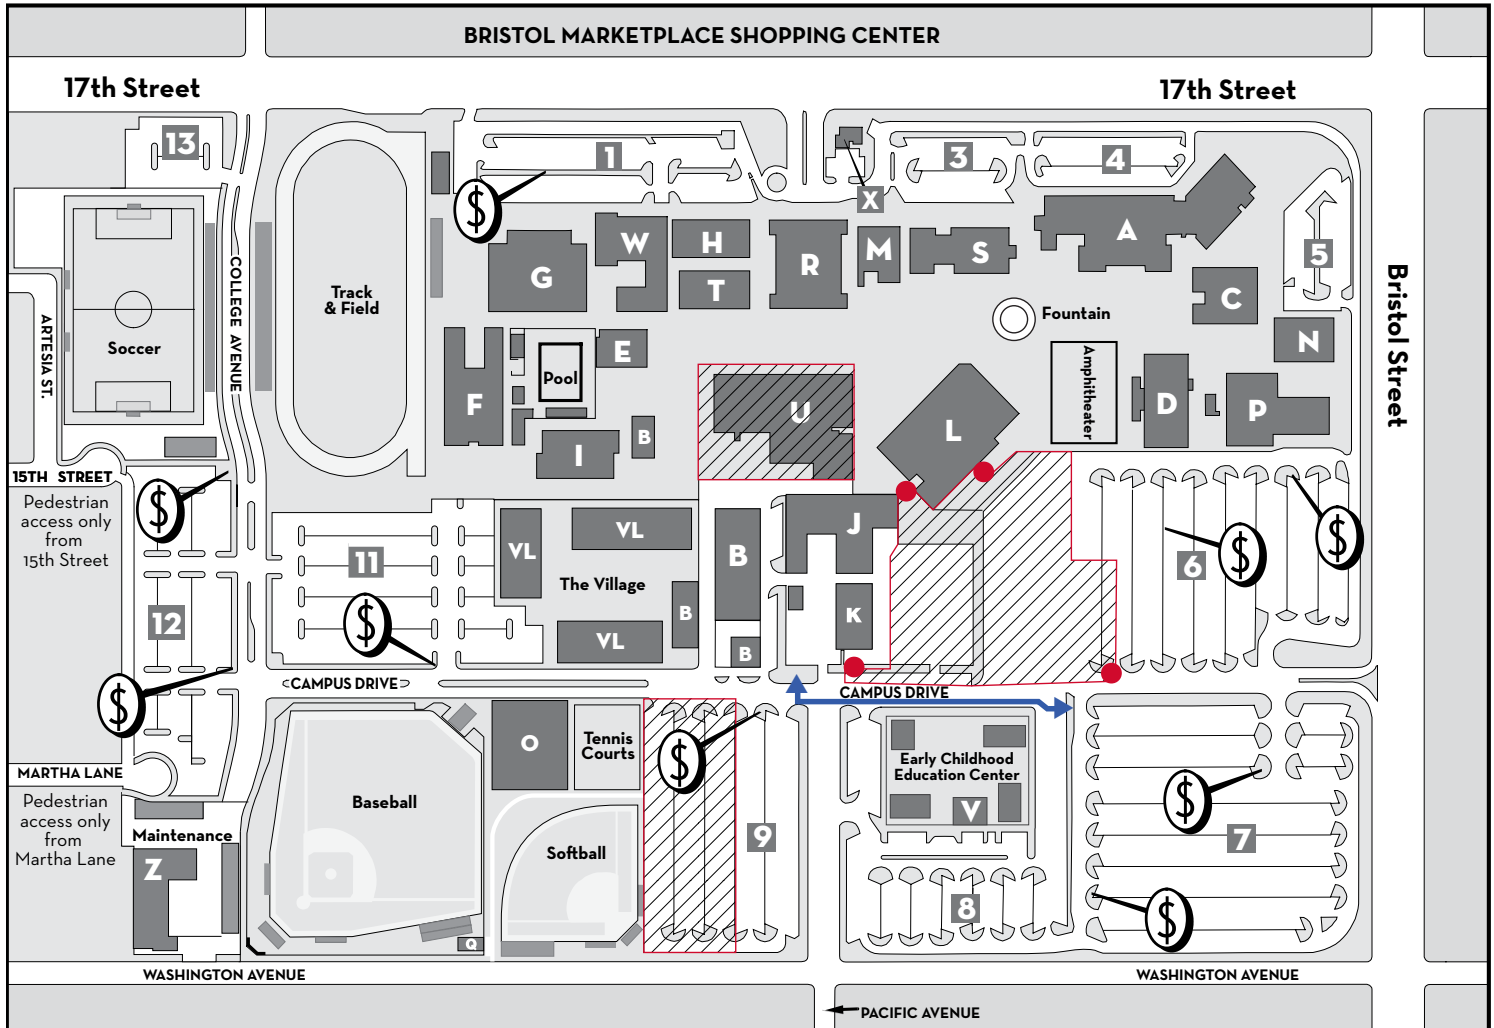 BRISTOL MARKETPLACE SHOPPING CENTER
17th Street
17th Street
13
1
3
4
X
$
W
H
R
M
S
A
5
G
T
C
COLLEGE AVENUE
Track
& Field
Fountain
N
Bristol Street
ARTESIA ST.
Soccer
E
Pool
F
Amphitheater
U
D
P
L
B
I
15TH STREET
Pedestrian
access only
from
15th Street
$
J
$
$
11
VL
VL
B
6
The Village
12
$
B
K
VL
B
$
CAMPUS DRIVE
CAMPUS DRIVE
O
Tennis
Courts
$
Early Childhood
Education Center
MARTHA LANE
Pedestrian
access only
from
Martha Lane
Baseball
$
V
Maintenance
9
7
Softball
Z
8
$
Q
WASHINGTON AVENUE
WASHINGTON AVENUE
PACIFIC AVENUE